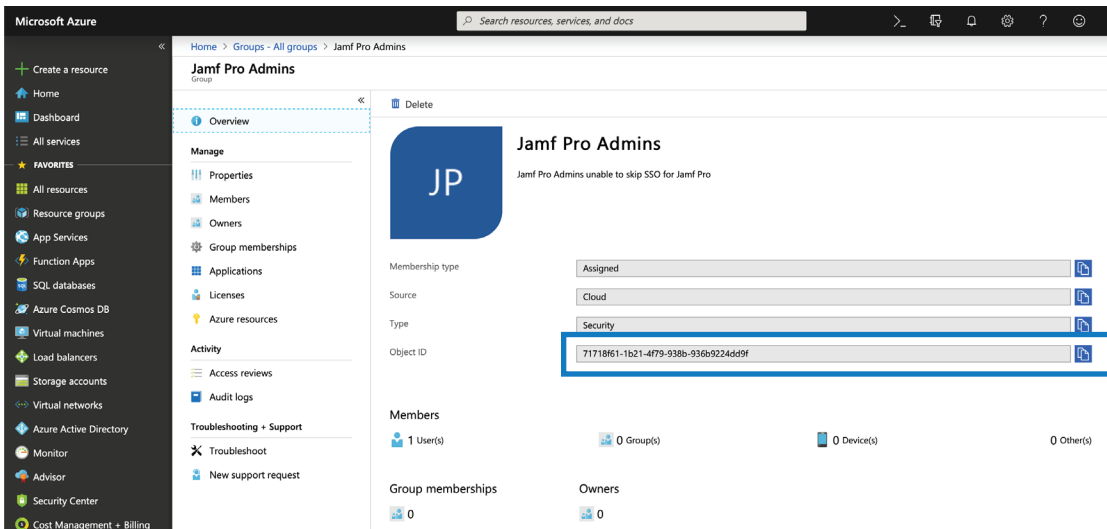 Microsoft Azure
Search resources, services, and docs
Home > Groups - All groups > Jamf Pro Admins
Create a resource
Home
Dashboard
All services
FAVORITES
All resources
Resource groups
App Services
Function Apps
SQL databases
Azure Cosmos DB
Virtual machines
Load balancers
Storage accounts
Virtual networks
Azure Active Directory
Monitor
Advisor
Security Center
Cost Management + Billing
Jamf Pro Admins
Group
Overview
Manage
Properties
Members
Owners
Group memberships
Applications
Licenses
Azure resources
Activity
Access reviews
Audit logs
Troubleshooting + Support
Troubleshoot
New support request
Delete
JP
Jamf Pro Admins
Jamf Pro Admins unable to skip SSO for Jamf Pro
Membership type
Assigned
Source
Cloud
Type
Security
Object ID
71718f61-1b21-4f79-938b-936b9224dd9f
Members
1 User(s)
0 Group(s)
0 Device(s)
0 Other(s)
Group memberships
0
Owners
0